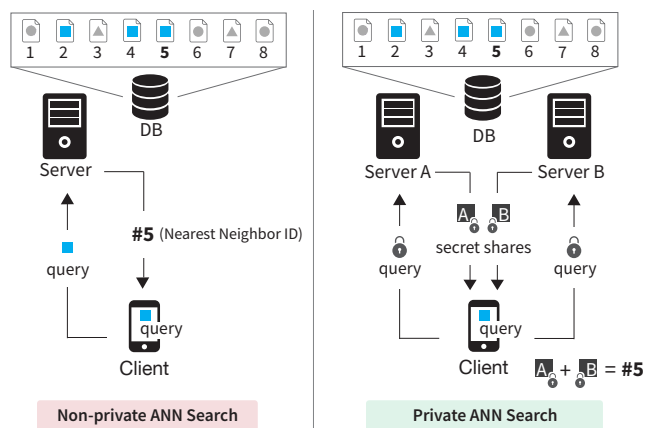 1 2 3 4 5 6 7 8
DB
Server
#5 (Nearest Neighbor ID)
query
query
Client
Non-private ANN Search
1 2 3 4 5 6 7 8
DB
Server A
Server B
A B
secret shares
query
query
query
Client
A + B = #5
Private ANN Search